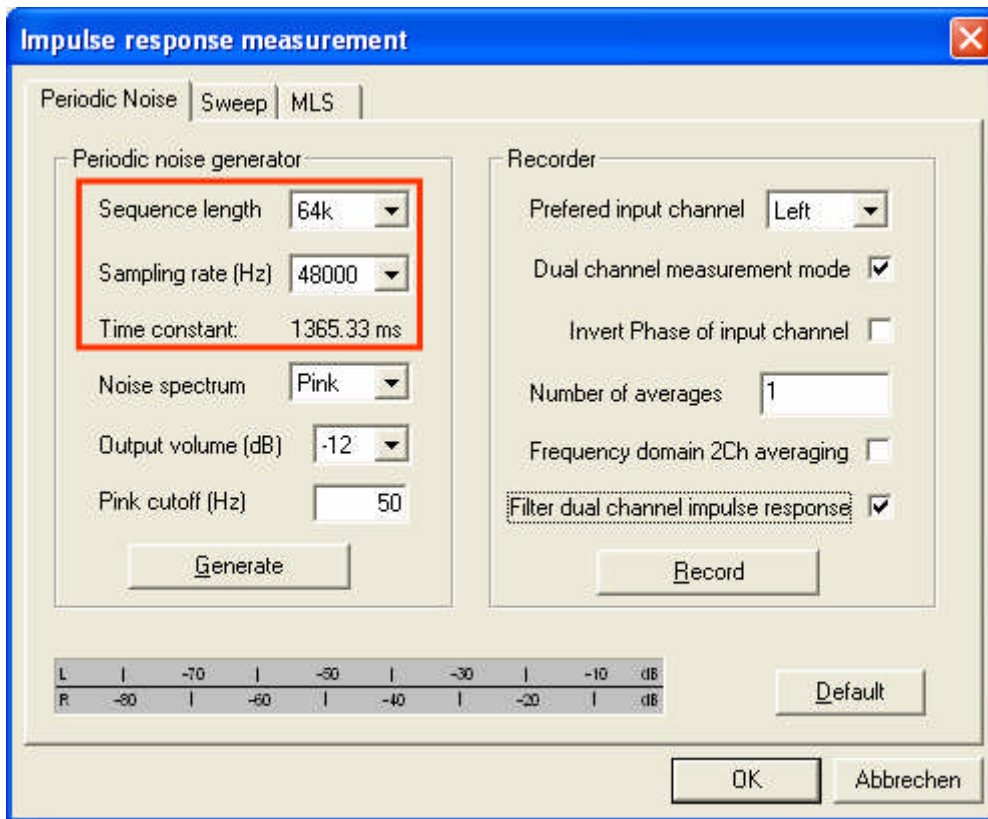 Impulse response measurement
Periodic Noise
Sweep
MLS
Periodic noise generator
Sequence length 64k
Sampling rate (Hz) 48000
Time constant: 1365.33 ms
Noise spectrum Pink
Output volume (dB) -12
Pink cutoff (Hz) 50
Generate
Recorder
Prefered input channel Left
Dual channel measurement mode
Invert Phase of input channel
Number of averages 1
Frequency domain 2Ch averaging
Filter dual channel impulse response
Record
L -70 -50 -30 -10 dB
R -80 -60 -40 -20 dB
Default
OK
Abbrechen